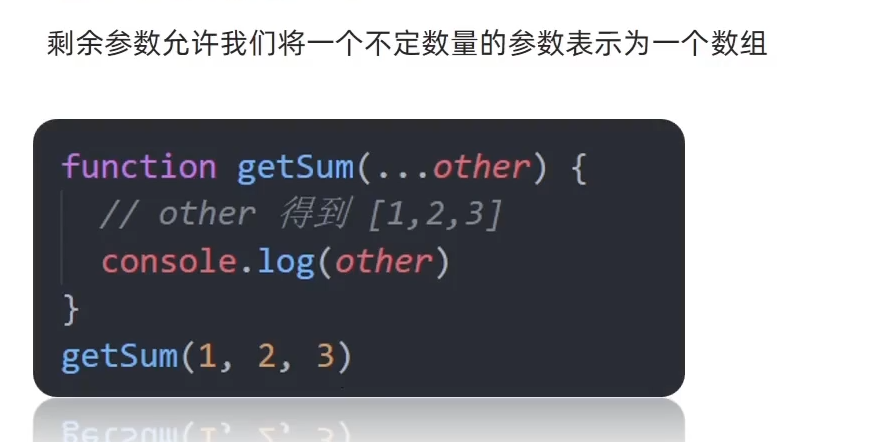 剩余参数允许我们将一个不定数量的参数表示为一个数组
function getSum(...other) {
// other 得到 [1,2,3]
console.log(other)
}
getSum(1, 2, 3)